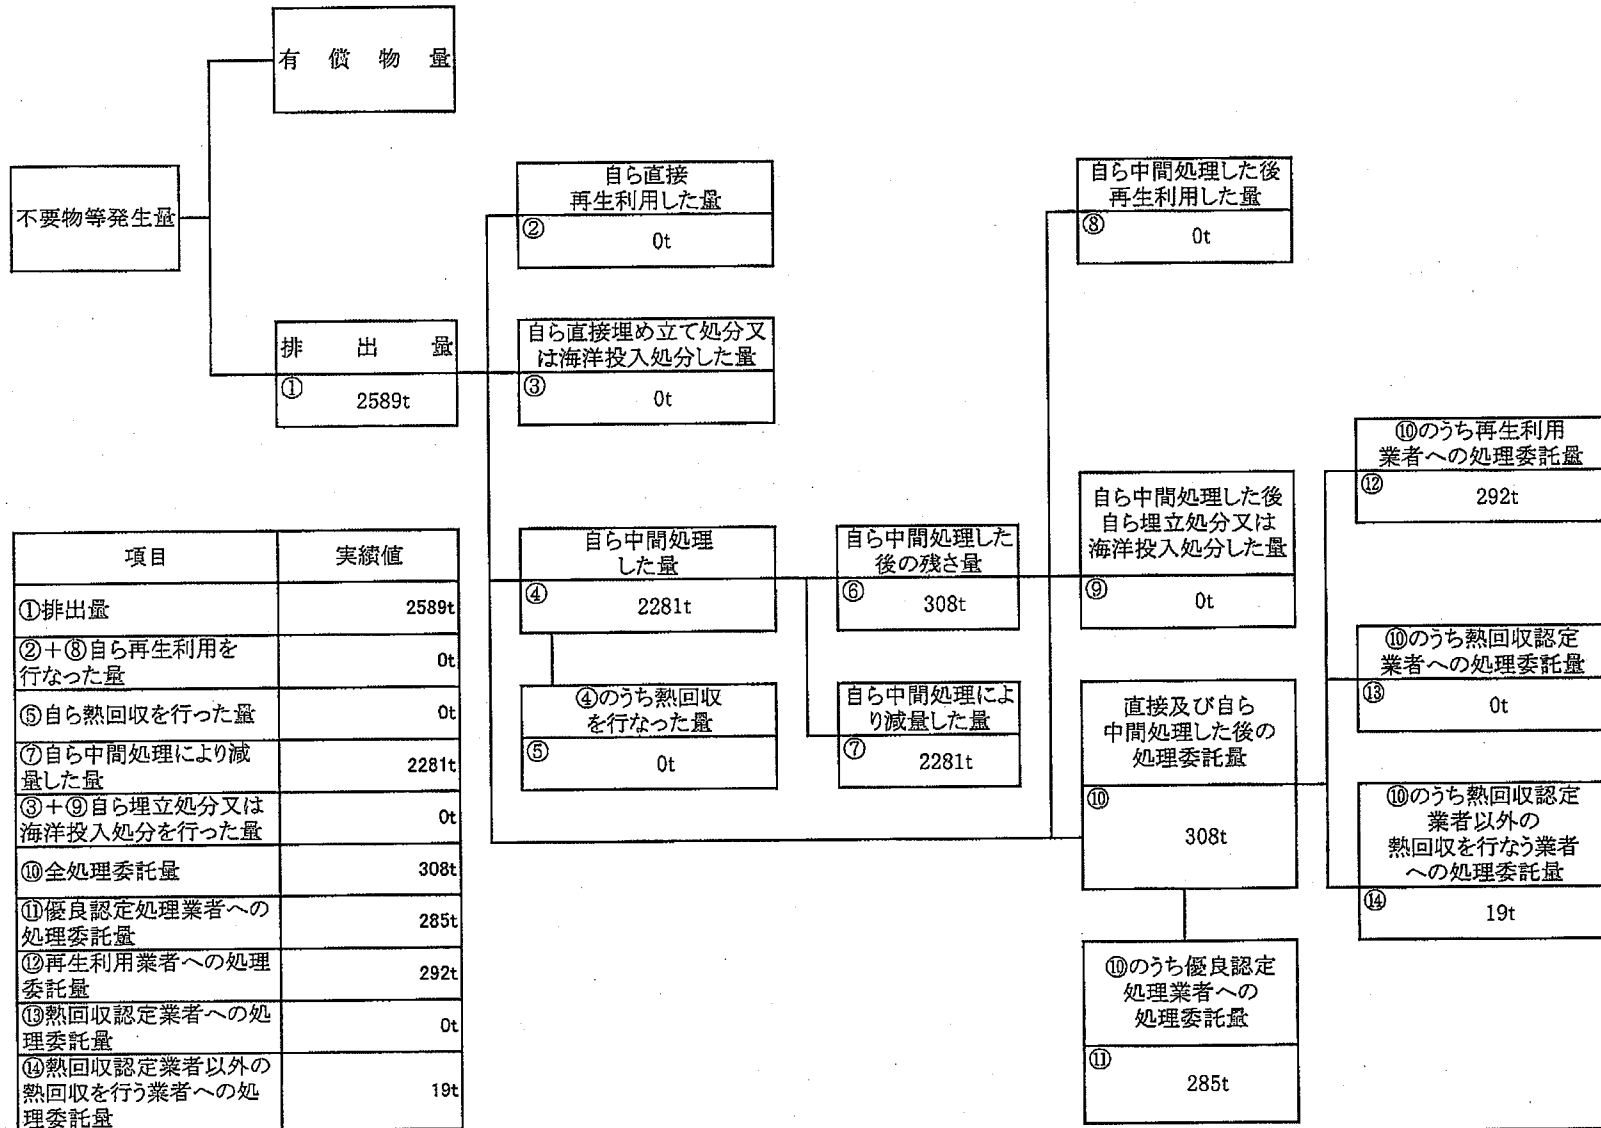 有償物量
不要物等発生量
排出量
①
2589t
自ら直接
再生利用した量
②
0t
自ら直接埋め立て処分又
は海洋投入処分した量
③
0t
自ら中間処理
した量
④
2281t
④のうち熱回収
を行なった量
⑤
0t
自ら中間処理した
後の残さ量
⑥
308t
自ら中間処理によ
り減量した量
⑦
2281t
自ら中間処理した後
再生利用した量
⑧
0t
自ら中間処理した後
自ら埋立処分又は
海洋投入処分した量
⑨
0t
直接及び自ら
中間処理した後の
処理委託量
⑩
308t
⑩のうち優良認定
処理業者への
処理委託量
⑪
285t
⑩のうち再生利用
業者への処理委託量
⑫
292t
⑩のうち熱回収認定
業者への処理委託量
⑬
0t
⑩のうち熱回収認定
業者以外の
熱回収を行なう業者
への処理委託量
⑭
19t
項目 実績値
①排出量 2589t
②+⑧自ら再生利用を
行なった量 0t
⑤自ら熱回収を行った量 0t
⑦自ら中間処理により減
量した量 2281t
③+⑨自ら埋立処分又は
海洋投入処分を行った量 0t
⑩全処理委託量 308t
⑪優良認定処理業者への
処理委託量 285t
⑫再生利用業者への処理
委託量 292t
⑬熱回収認定業者への処
理委託量 0t
⑭熱回収認定業者以外の
熱回収を行う業者への処
理委託量 19t